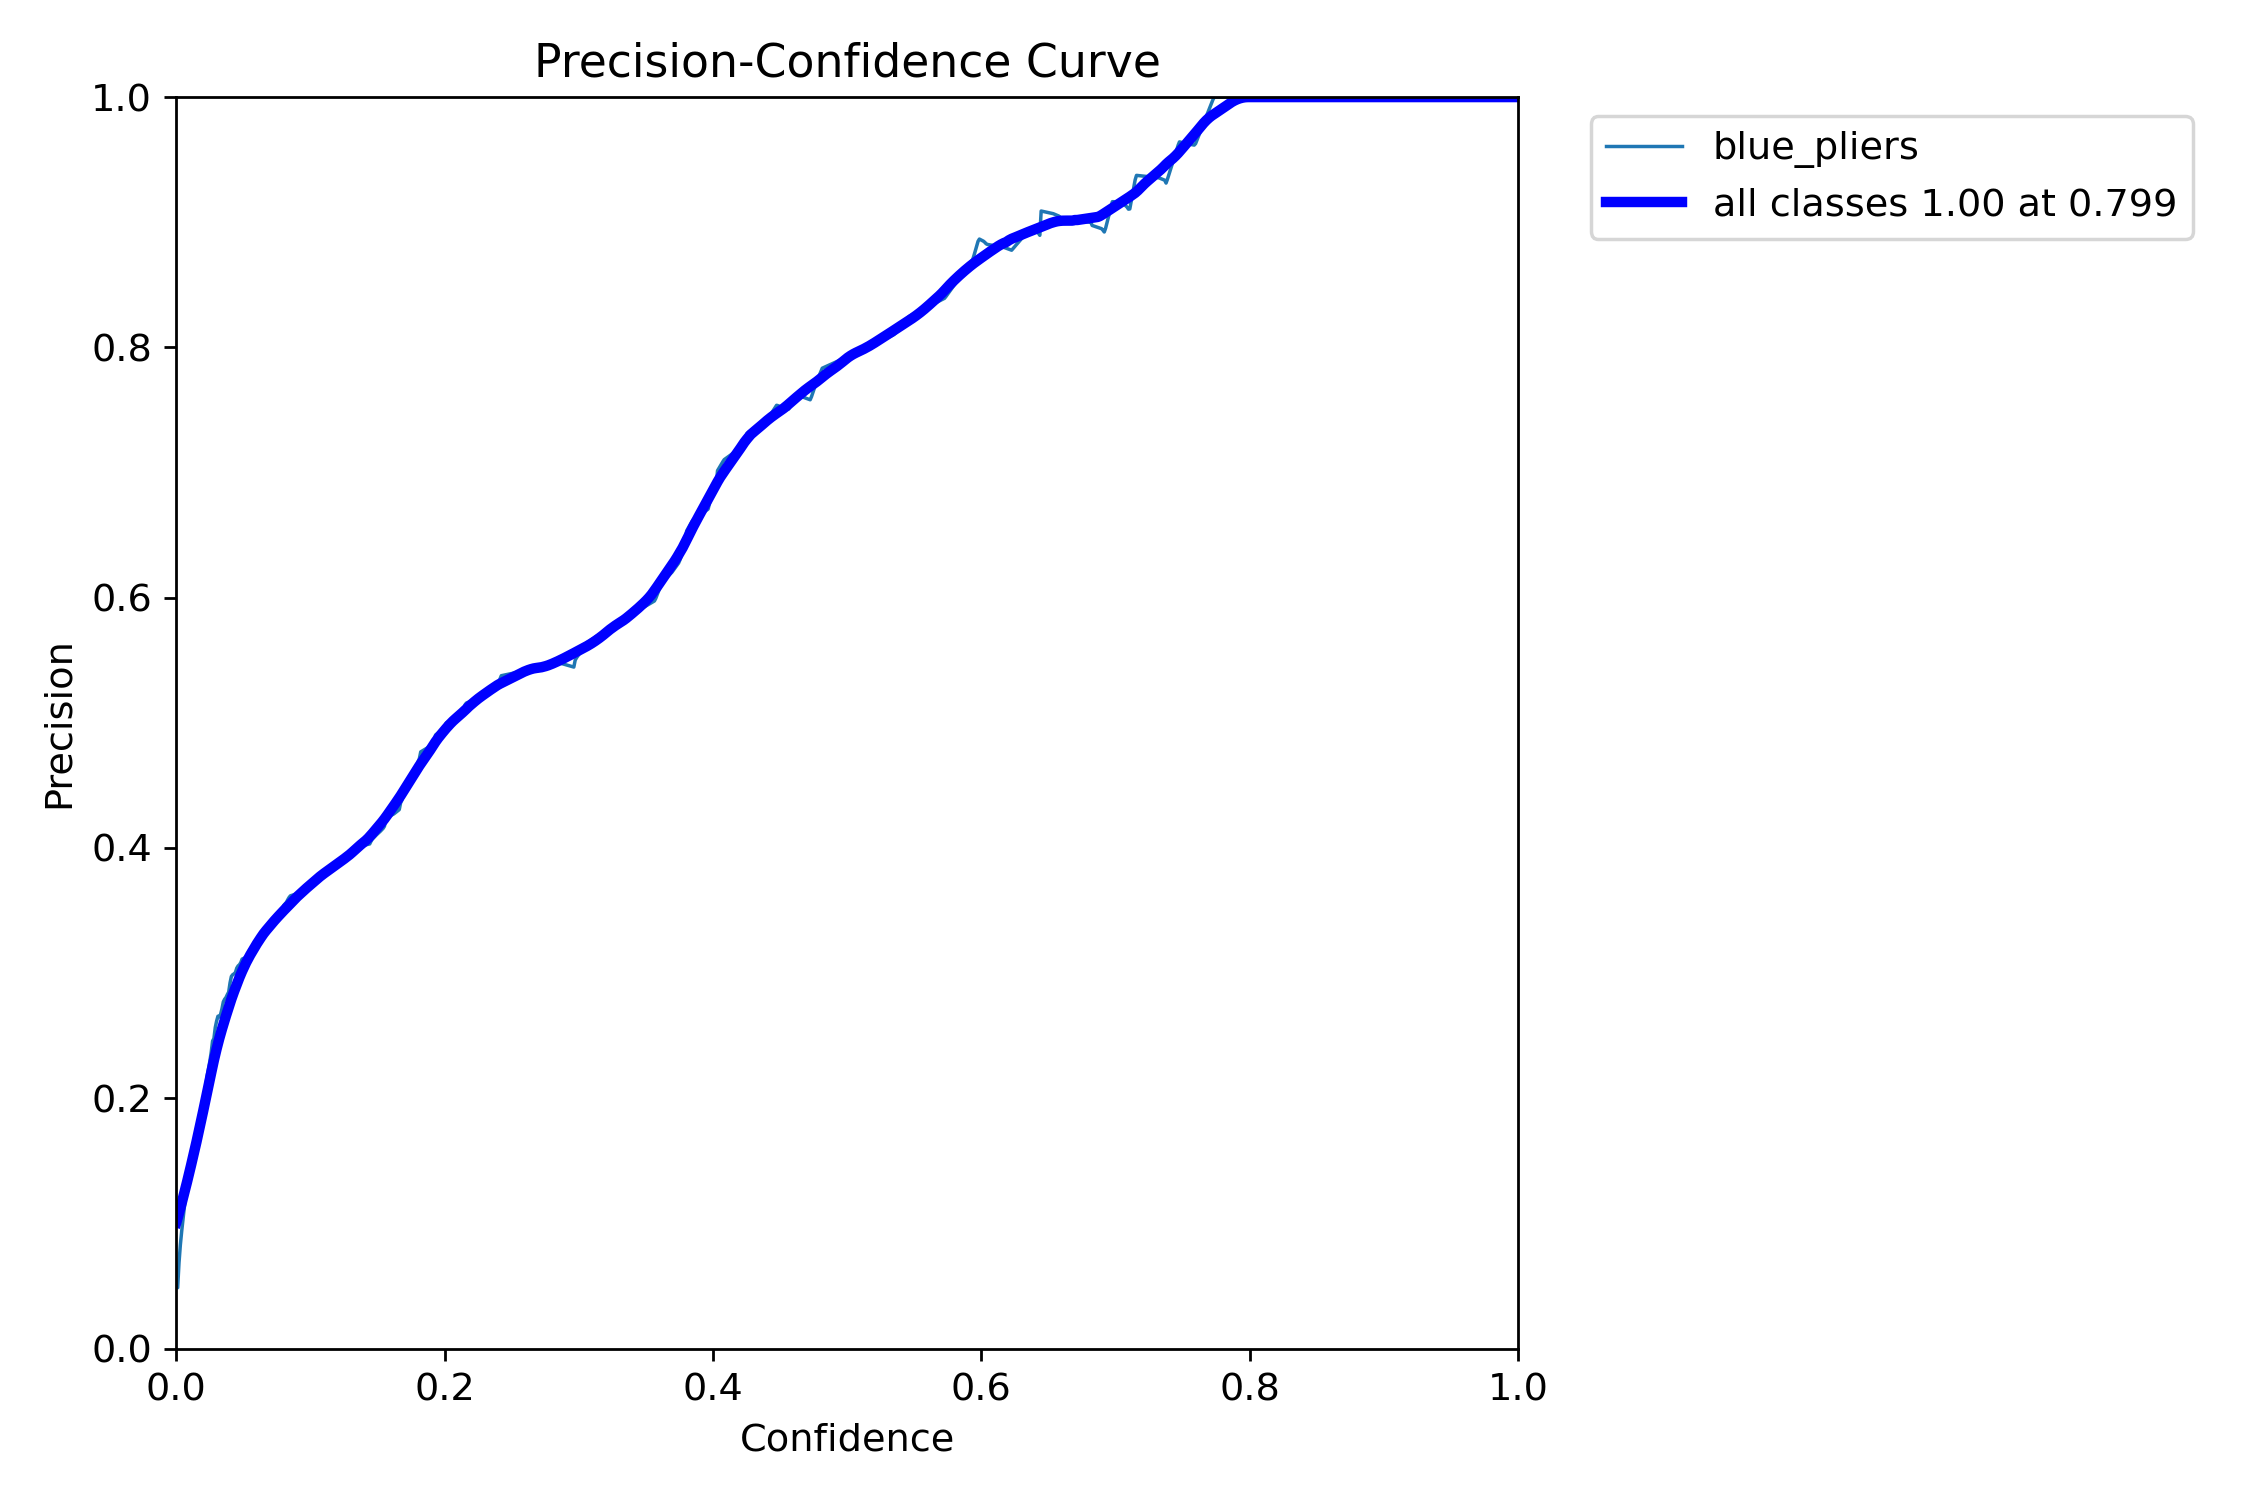 Precision-Confidence Curve
1.0
0.8
0.6
0.4
0.2
0.0
Precision
0.0 0.2 0.4 0.6 0.8 1.0
Confidence
blue_pliers
all classes 1.00 at 0.799